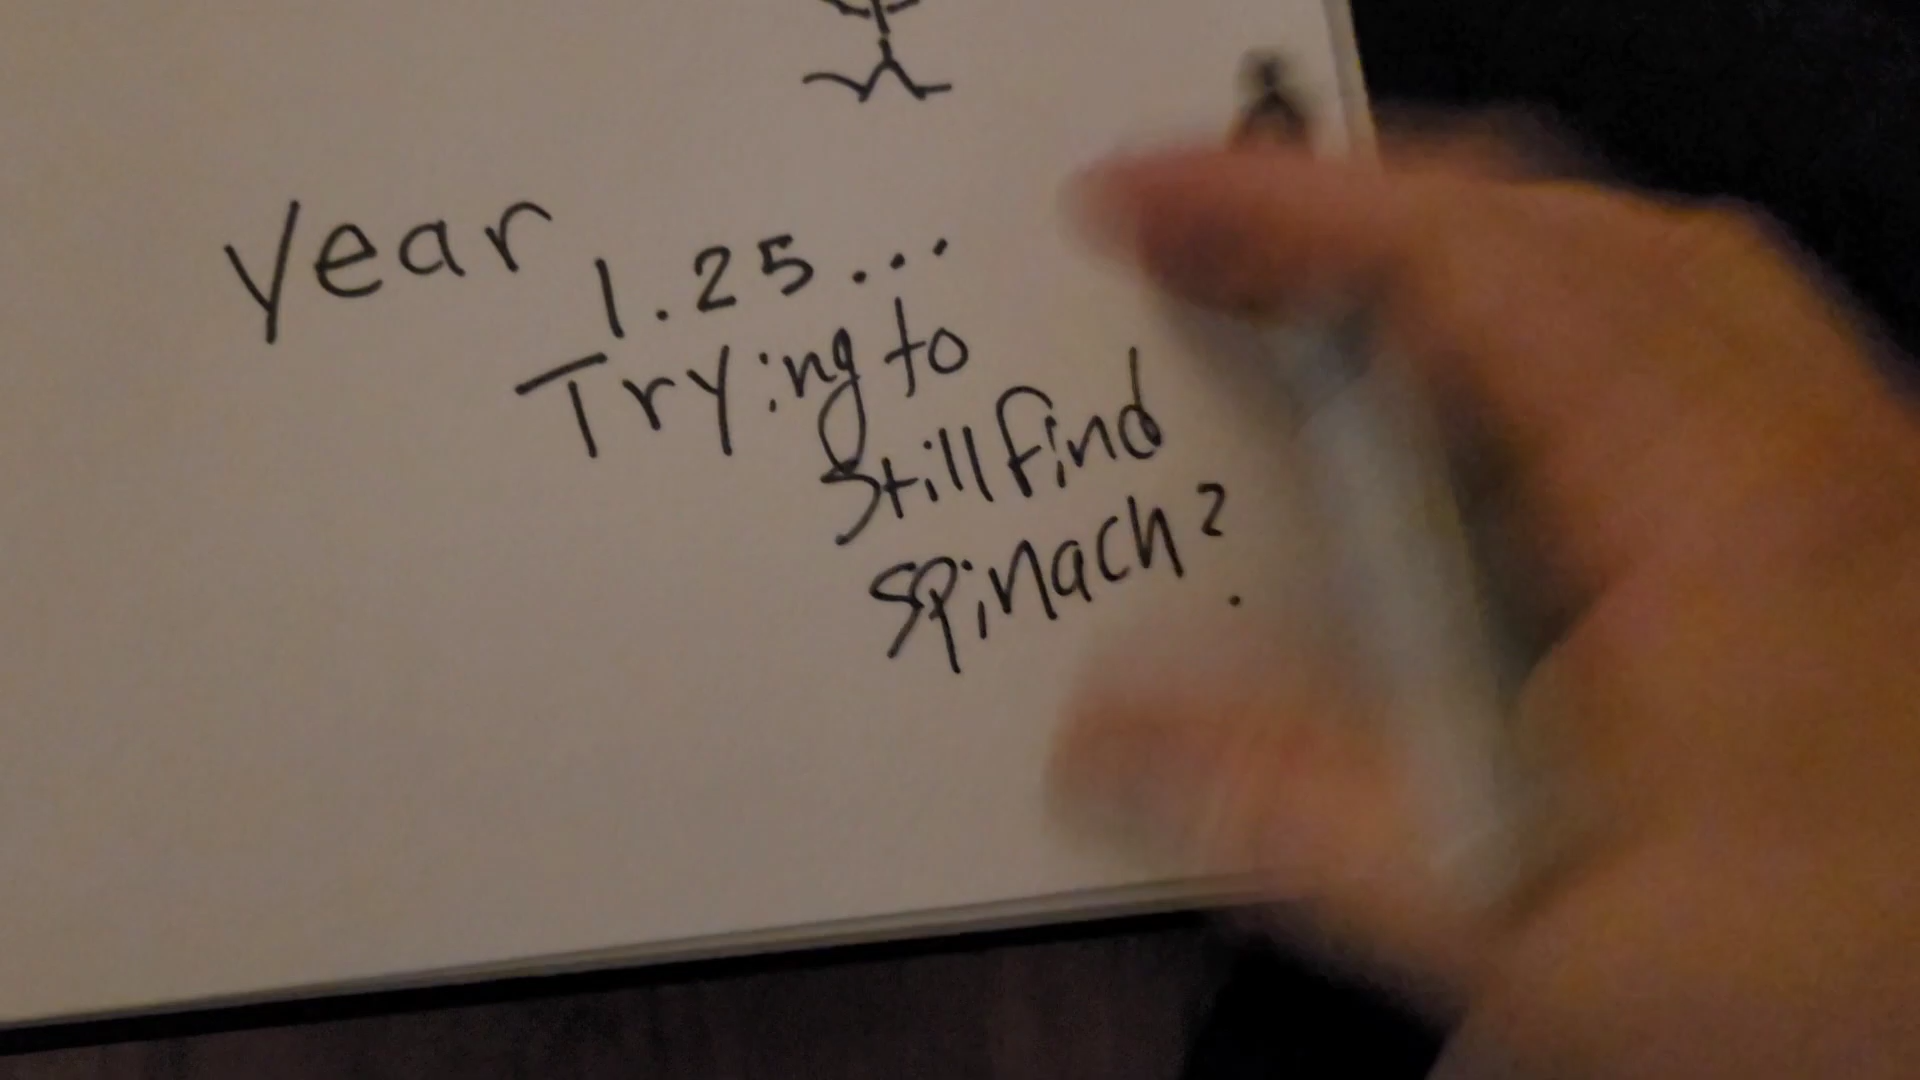 Year
1.25...
Trying to
still find
spinach?